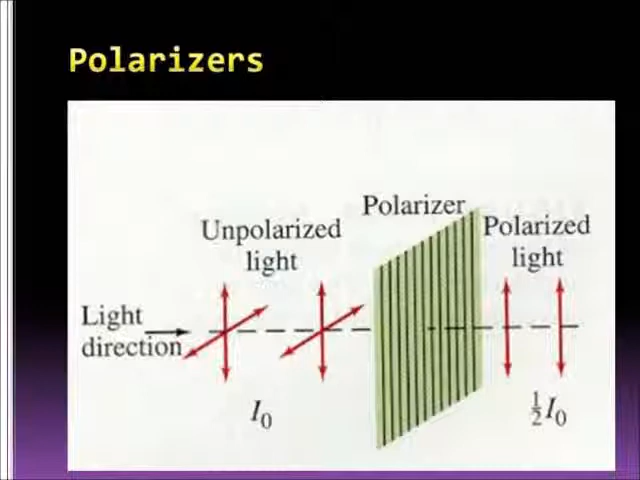 Polarizers
Polarizer
Unpolarized
light
Polarized
light
Light
direction
I₀
½I₀